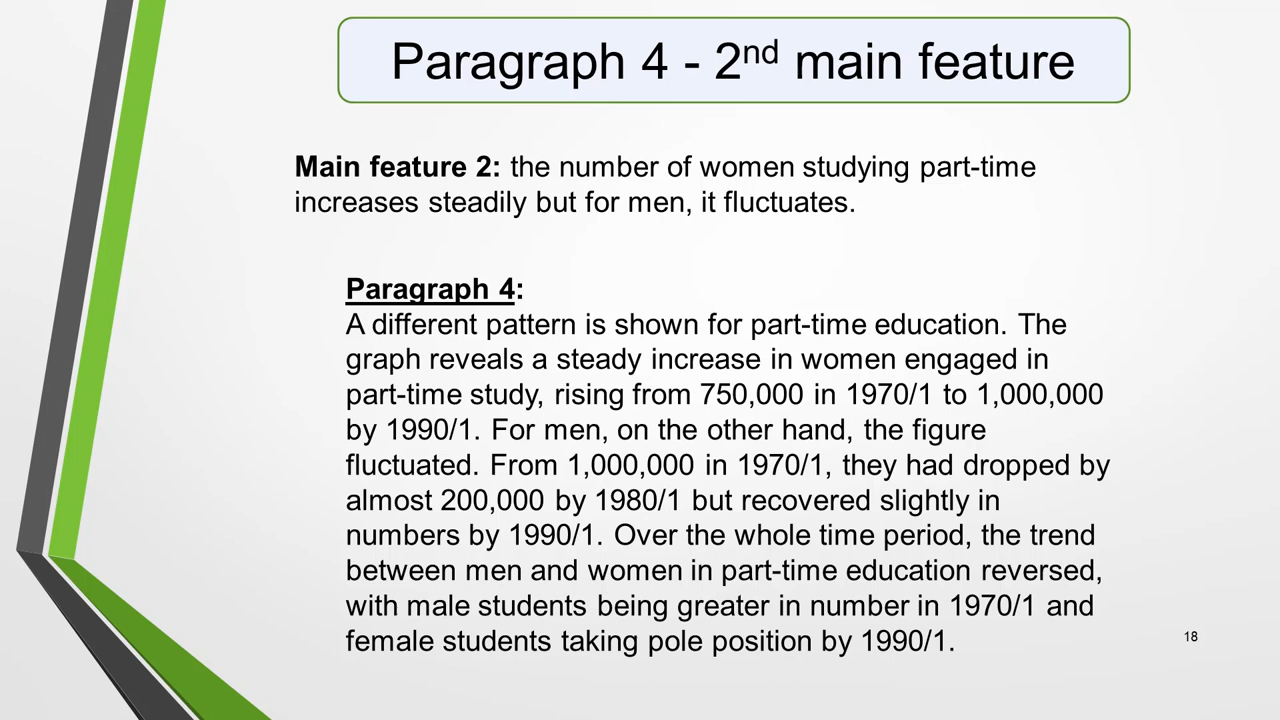 Paragraph 4 - 2nd main feature
Main feature 2: the number of women studying part-time
increases steadily but for men, it fluctuates.
Paragraph 4:
A different pattern is shown for part-time education. The
graph reveals a steady increase in women engaged in
part-time study, rising from 750,000 in 1970/1 to 1,000,000
by 1990/1. For men, on the other hand, the figure
fluctuated. From 1,000,000 in 1970/1, they had dropped by
almost 200,000 by 1980/1 but recovered slightly in
numbers by 1990/1. Over the whole time period, the trend
between men and women in part-time education reversed,
with male students being greater in number in 1970/1 and
female students taking pole position by 1990/1.
18